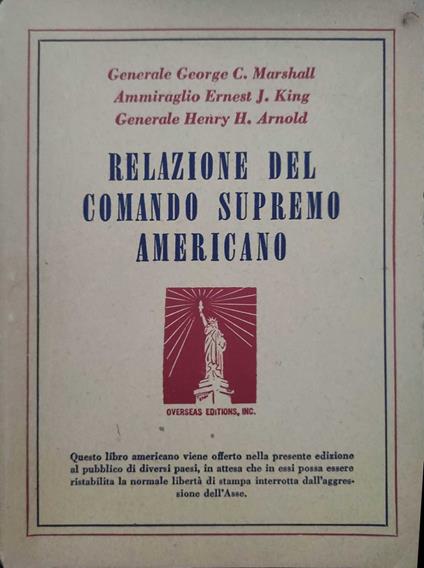 Generale George C. Marshall
Ammiraglio Ernest J. King
Generale Henry H. Arnold
RELAZIONE DEL
COMANDO SUPREMO
AMERICANO
OVERSEAS EDITIONS, INC.
Questo libro americano viene offerto nella presente edizione
al pubblico di diversi paesi, in attesa che in essi possa essere
ristabilita la normale libertà di stampa interrotta dall'aggres-
sione dell'Asse.